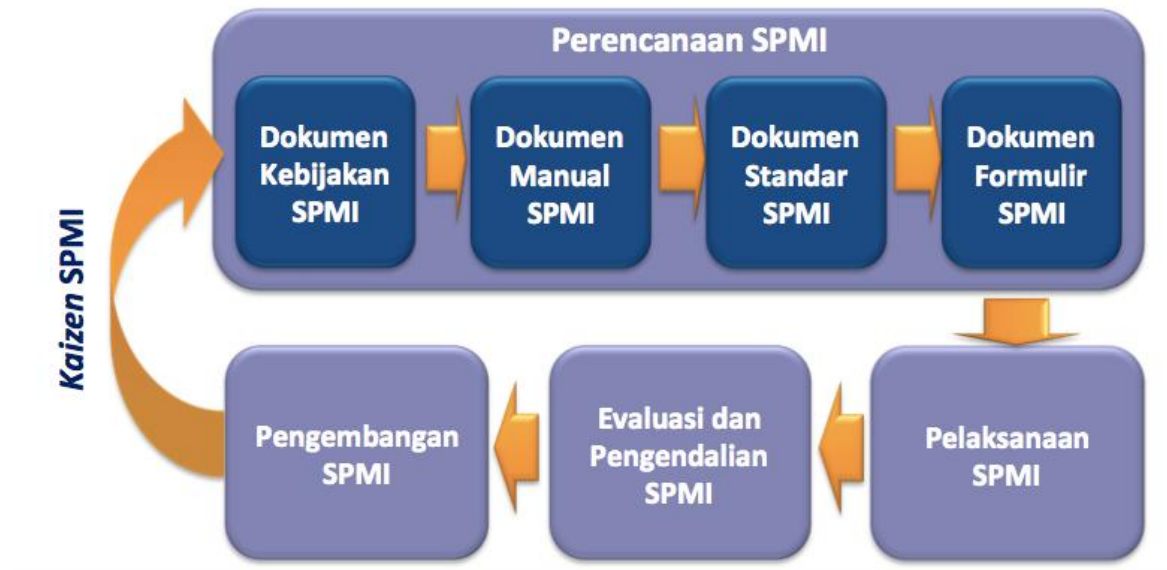 Perencanaan SPMI
Dokumen
Kebijakan
SPMI
Dokumen
Manual
SPMI
Dokumen
Standar
SPMI
Dokumen
Formulir
SPMI
Kaizen SPMI
Pengembangan
SPMI
Evaluasi dan
Pengendalian
SPMI
Pelaksanaan
SPMI